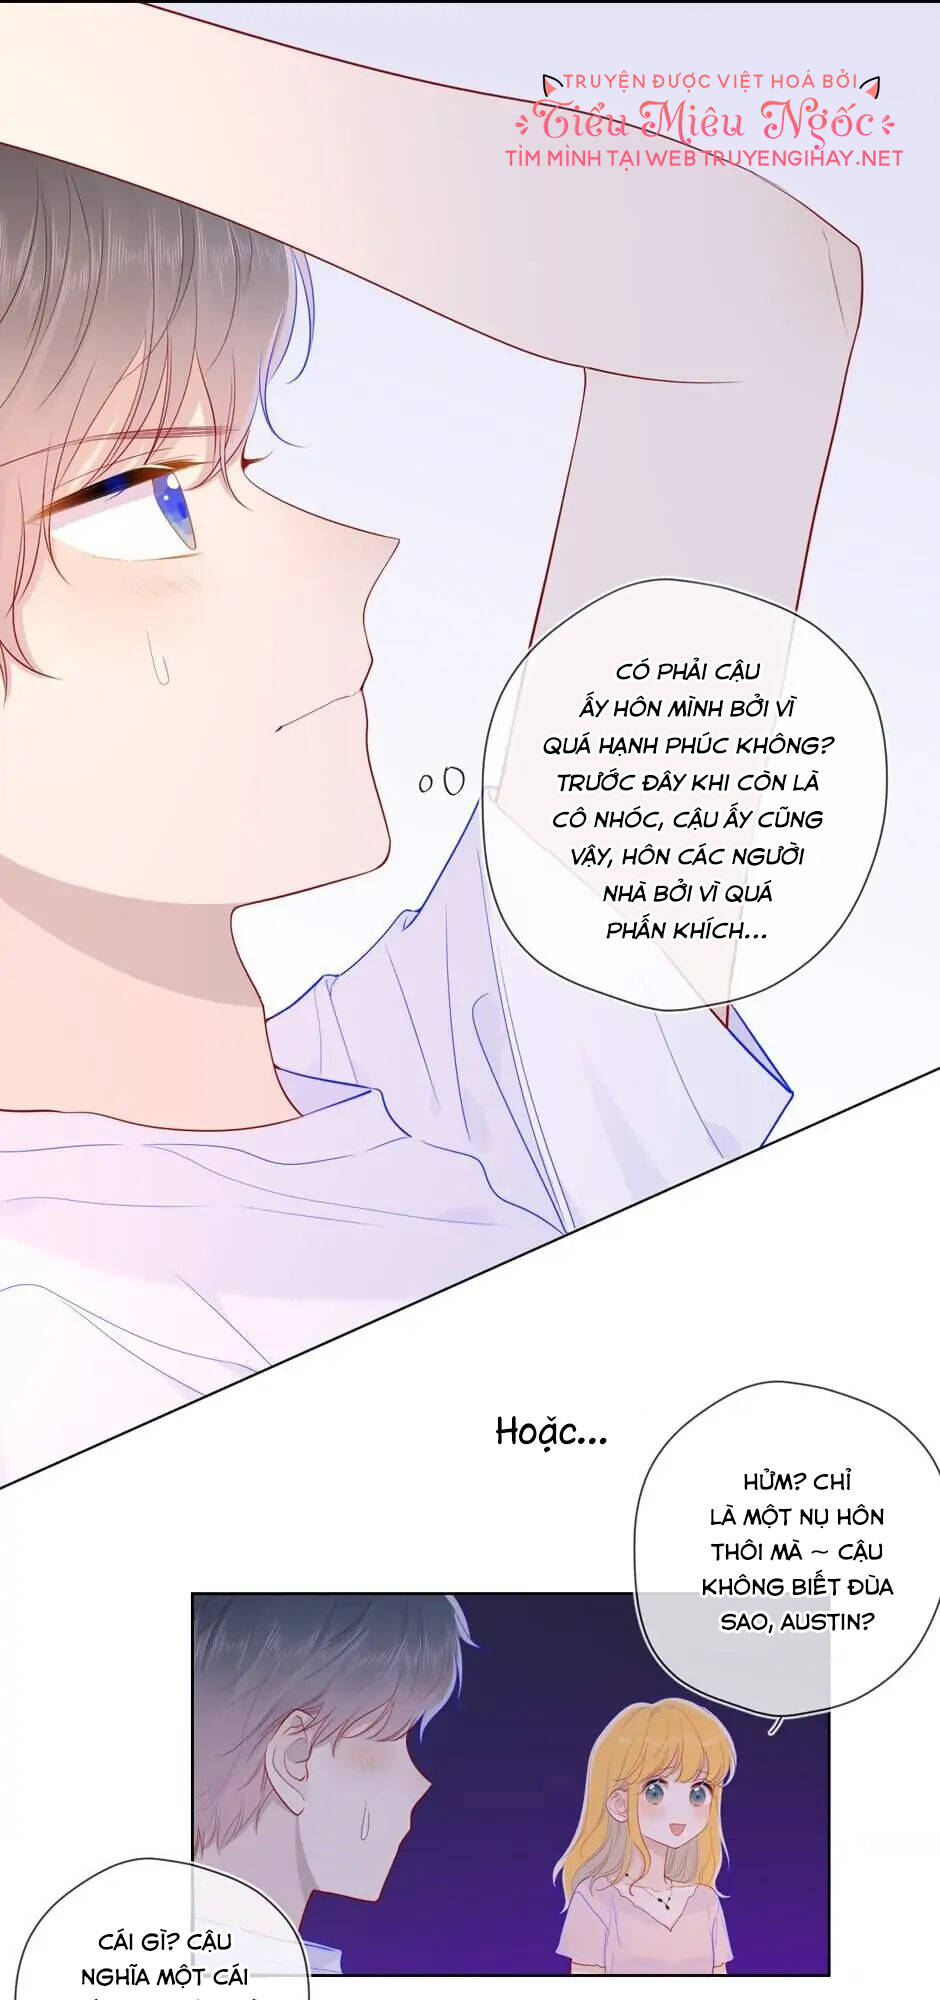 TRUYỆN ĐƯỢC VIỆT HOÁ BỞI
Tiểu Miêu Ngốc
TÌM MÌNH TẠI WEB TRUYENGIHAY.NET
CÓ PHẢI CẬU
ẤY HÔN MÌNH BỞI VÌ
QUÁ HẠNH PHÚC KHÔNG?
TRƯỚC ĐÂY KHI CÒN LÀ
CÔ NHÓC, CẬU ẤY CŨNG
VẬY, HÔN CÁC NGƯỜI
NHÀ BỞI VÌ QUÁ
PHẤN KHÍCH...
Hoặc...
HỬM? CHỈ
LÀ MỘT NỤ HÔN
THÔI MÀ ~ CẬU
KHÔNG BIẾT ĐÙA
SAO, AUSTIN?
CÁI GÌ? CẬU
NGHĨA MỘT CÁI